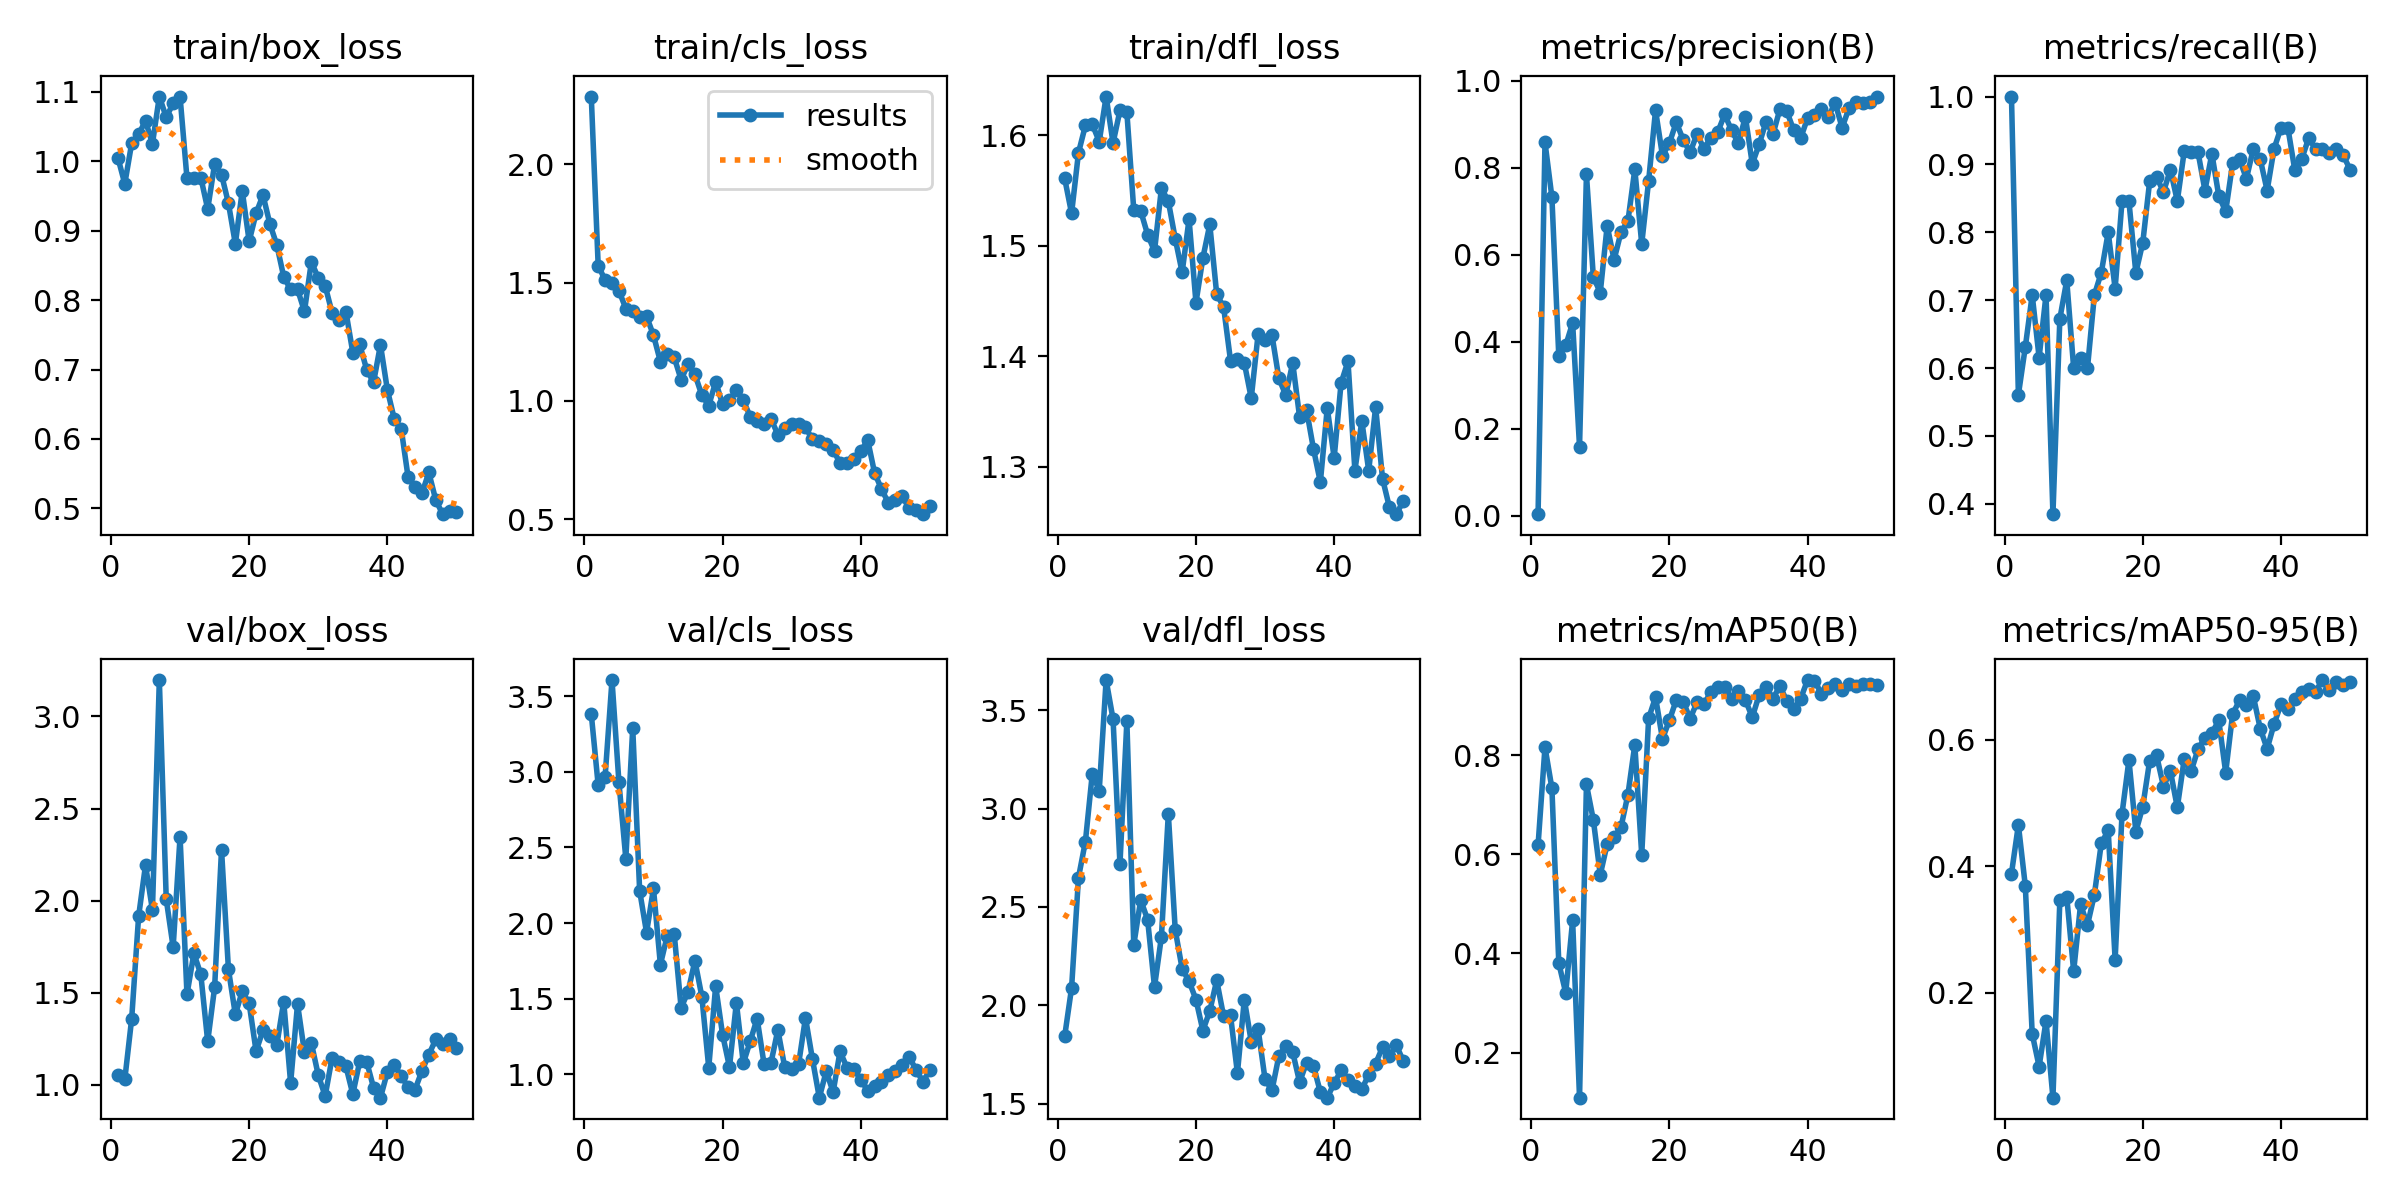 train/box_loss
1.1
1.0
0.9
0.8
0.7
0.6
0.5
0 20 40
train/cls_loss
results
smooth
2.0
1.5
1.0
0.5
0 20 40
train/dfl_loss
1.6
1.5
1.4
1.3
0 20 40
metrics/precision(B)
1.0
0.8
0.6
0.4
0.2
0.0
0 20 40
metrics/recall(B)
1.0
0.9
0.8
0.7
0.6
0.5
0.4
0 20 40
val/box_loss
3.0
2.5
2.0
1.5
1.0
0 20 40
val/cls_loss
3.5
3.0
2.5
2.0
1.5
1.0
0 20 40
val/dfl_loss
3.5
3.0
2.5
2.0
1.5
0 20 40
metrics/mAP50(B)
0.8
0.6
0.4
0.2
0 20 40
metrics/mAP50-95(B)
0.6
0.4
0.2
0 20 40